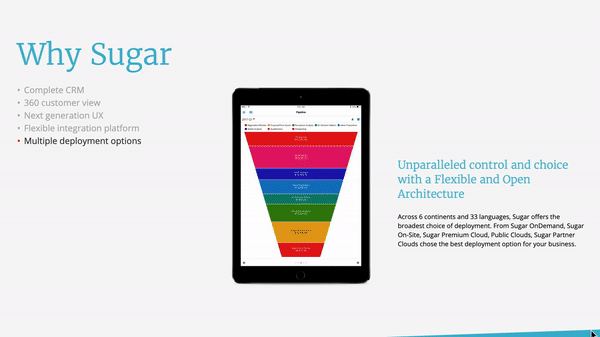 Why Sugar
• Complete CRM
• 360 customer view
• Next generation UX
• Flexible integration platform
• Multiple deployment options
Pipeline
Unparalleled control and choice
with a Flexible and Open
Architecture
Across 6 continents and 33 languages, Sugar offers the
broadest choice of deployment. From Sugar OnDemand, Sugar
On-Site, Sugar Premium Cloud, Public Clouds, Sugar Partner
Clouds chose the best deployment option for your business.